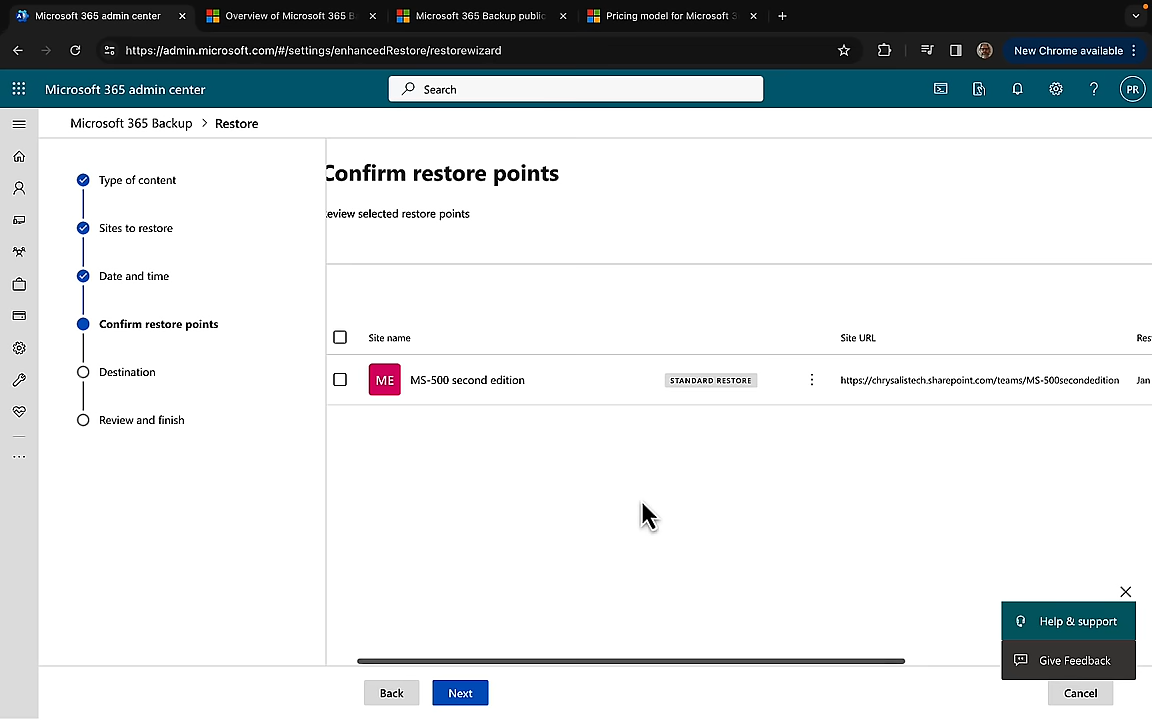 Microsoft 365 admin center
Overview of Microsoft 365 B
Microsoft 365 Backup public
Pricing model for Microsoft 3
https://admin.microsoft.com/#/settings/enhancedRestore/restorewizard
New Chrome available
Microsoft 365 admin center
Search
PR
Microsoft 365 Backup > Restore
Type of content
Sites to restore
Date and time
Confirm restore points
Destination
Review and finish
Confirm restore points
eview selected restore points
Site name
Site URL
Res
ME
MS-500 second edition
STANDARD RESTORE
https://chrysalistech.sharepoint.com/teams/MS-500secondedition
Jan
Help & support
Give Feedback
Back
Next
Cancel